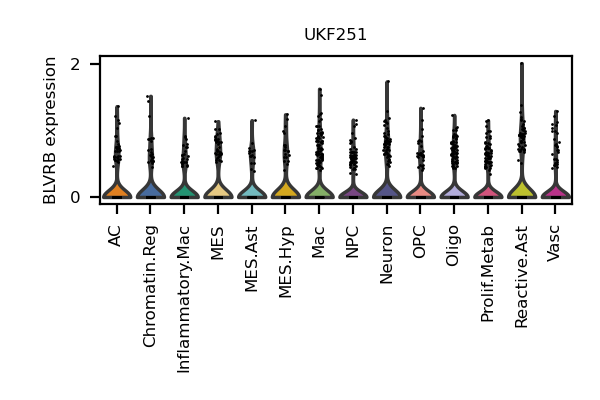 UKF251
BLVRB expression
2
0
AC
Chromatin.Reg
Inflammatory.Mac
MES
MES.Ast
MES.Hyp
Mac
NPC
Neuron
OPC
Oligo
Prolif.Metab
Reactive.Ast
Vasc